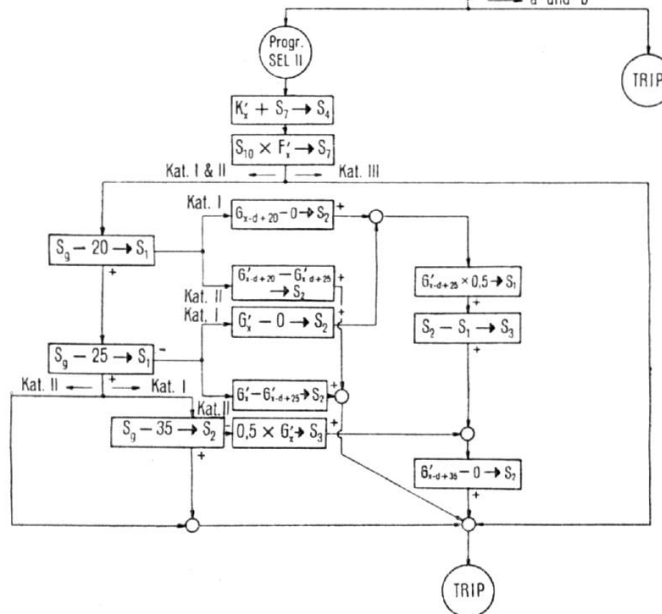 a und b
Progr.
SEL II
TRIP
K'x + S7 → S4
S10 × F'x → S7
Kat. I & II ← → Kat. III
Kat. I
Gx-d+20 − 0 → S2
+
Sg − 20 → S1
+
Kat. II
G'x-d+20 − G'x-d+25
→ S2
+
G'x-d+25 × 0,5 → S1
+
Kat. I
G'x − 0 → S2
+
S2 − S1 → S3
+
Sg − 25 → S1
−
+
Kat. II ← → Kat. I
Kat. II
G'x − G'x-d+25 → S2
+
Sg − 35 → S2
−
+
0,5 × G'x → S3
+
G'x-d+35 − 0 → S2
+
TRIP